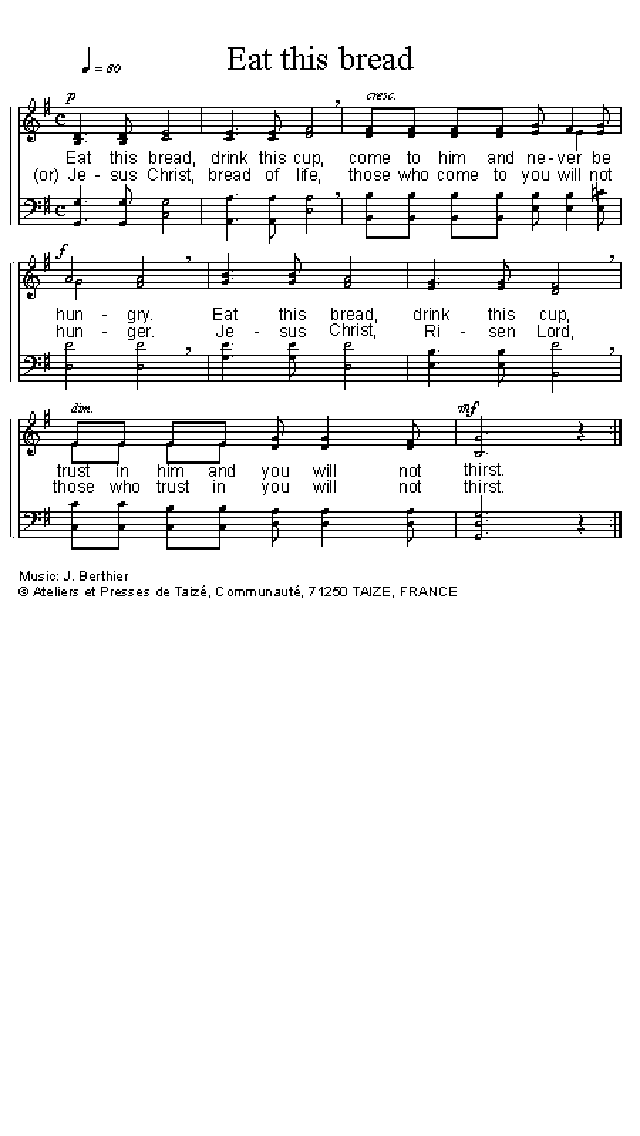 Eat this bread
= 60
p cresc.
Eat this bread, drink this cup, come to him and ne-ver be
(or) Je - sus Christ, bread of life, those who come to you will not
f
hun - gry. Eat this bread, drink this cup,
hun - ger. Je - sus Christ, Ri - sen Lord,
dim. mf
trust in him and you will not thirst.
those who trust in you will not thirst.
Music: J. Berthier
© Ateliers et Presses de Taizé, Communauté, 71250 TAIZE, FRANCE